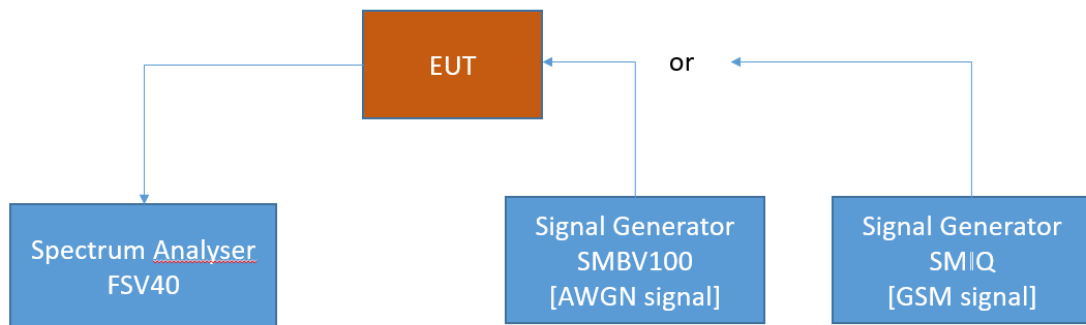 EUT
or
Spectrum Analyser
FSV40
Signal Generator
SMBV100
[AWGN signal]
Signal Generator
SMIQ
[GSM signal]